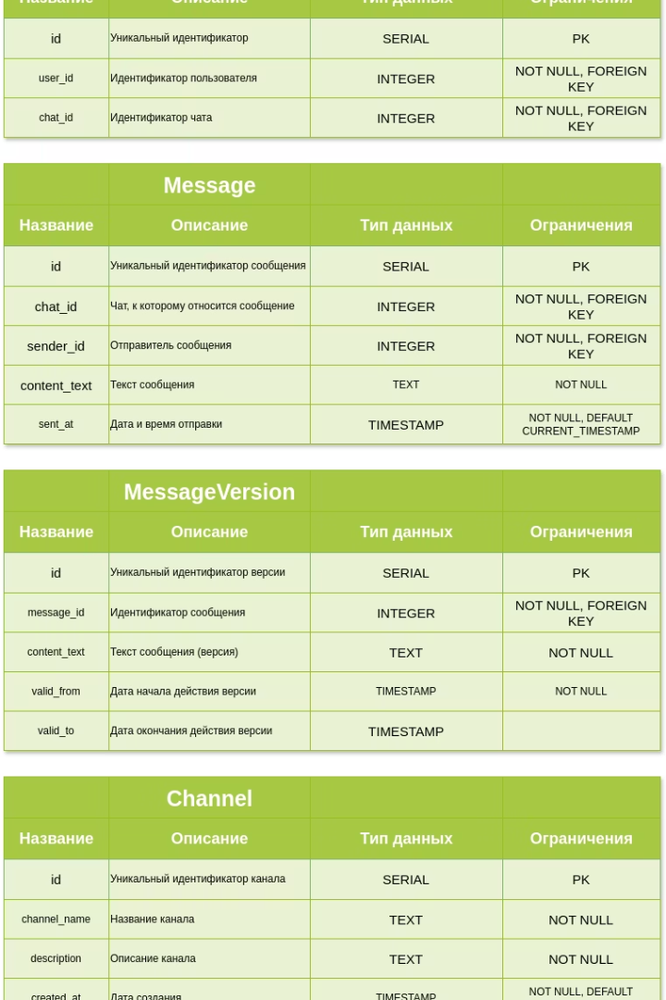 Название Описание Тип данных Ограничения
id Уникальный идентификатор SERIAL PK
user_id Идентификатор пользователя INTEGER NOT NULL, FOREIGN KEY
chat_id Идентификатор чата INTEGER NOT NULL, FOREIGN KEY
Message
Название Описание Тип данных Ограничения
id Уникальный идентификатор сообщения SERIAL PK
chat_id Чат, к которому относится сообщение INTEGER NOT NULL, FOREIGN KEY
sender_id Отправитель сообщения INTEGER NOT NULL, FOREIGN KEY
content_text Текст сообщения TEXT NOT NULL
sent_at Дата и время отправки TIMESTAMP NOT NULL, DEFAULT CURRENT_TIMESTAMP
MessageVersion
Название Описание Тип данных Ограничения
id Уникальный идентификатор версии SERIAL PK
message_id Идентификатор сообщения INTEGER NOT NULL, FOREIGN KEY
content_text Текст сообщения (версия) TEXT NOT NULL
valid_from Дата начала действия версии TIMESTAMP NOT NULL
valid_to Дата окончания действия версии TIMESTAMP
Channel
Название Описание Тип данных Ограничения
id Уникальный идентификатор канала SERIAL PK
channel_name Название канала TEXT NOT NULL
description Описание канала TEXT NOT NULL
created_at Дата создания TIMESTAMP NOT NULL, DEFAULT